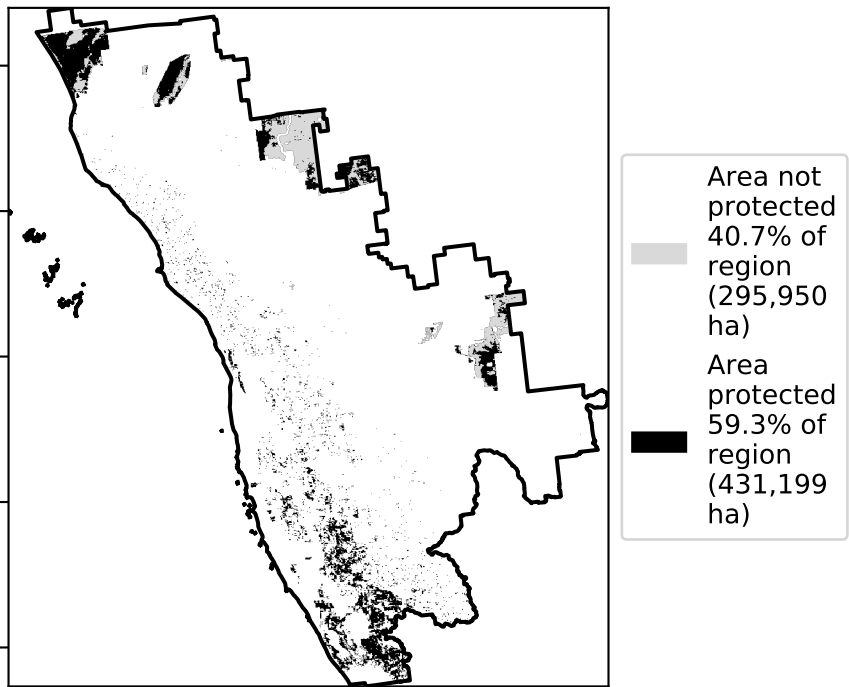 Area not
protected
40.7% of
region
(295,950
ha)
Area
protected
59.3% of
region
(431,199
ha)